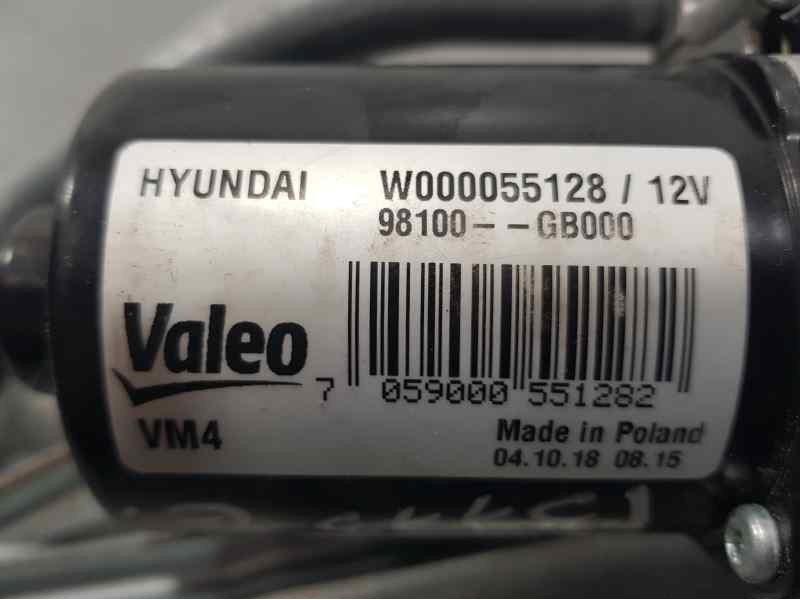 HYUNDAI W000055128 / 12V
98100--GB000
Valeo
7 059000 551282
VM4 Made in Poland
04.10.18 08.15